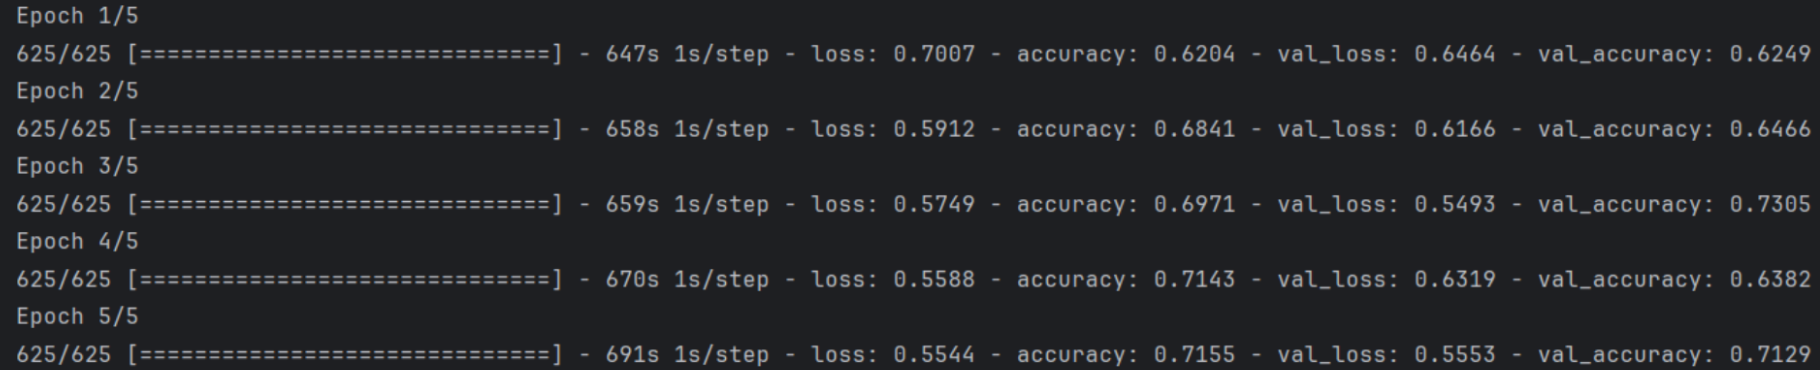 Epoch 1/5
625/625 [==============================] - 647s 1s/step - loss: 0.7007 - accuracy: 0.6204 - val_loss: 0.6464 - val_accuracy: 0.6249
Epoch 2/5
625/625 [==============================] - 658s 1s/step - loss: 0.5912 - accuracy: 0.6841 - val_loss: 0.6166 - val_accuracy: 0.6466
Epoch 3/5
625/625 [==============================] - 659s 1s/step - loss: 0.5749 - accuracy: 0.6971 - val_loss: 0.5493 - val_accuracy: 0.7305
Epoch 4/5
625/625 [==============================] - 670s 1s/step - loss: 0.5588 - accuracy: 0.7143 - val_loss: 0.6319 - val_accuracy: 0.6382
Epoch 5/5
625/625 [==============================] - 691s 1s/step - loss: 0.5544 - accuracy: 0.7155 - val_loss: 0.5553 - val_accuracy: 0.7129